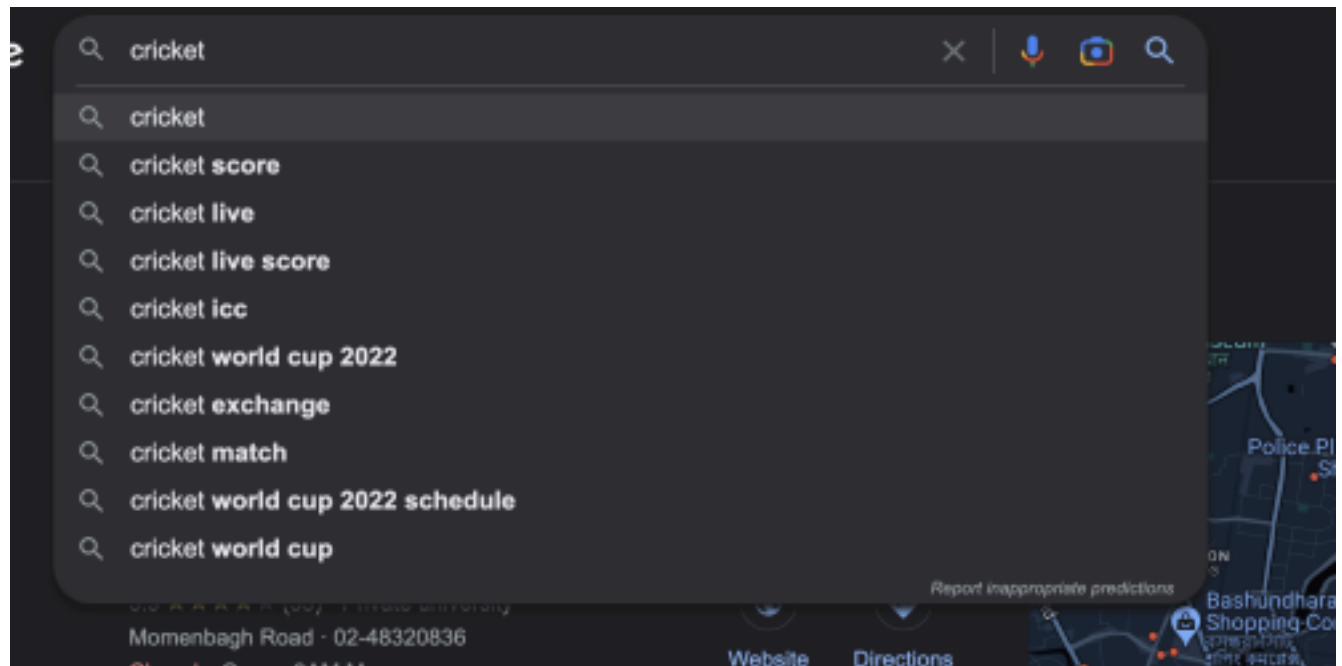 e
cricket
cricket
cricket score
cricket live
cricket live score
cricket icc
cricket world cup 2022
cricket exchange
cricket match
cricket world cup 2022 schedule
cricket world cup
Report inappropriate predictions
Police Pl
Bashundhara
Shopping Co
Momenbagh Road · 02-48320836
Website
Directions